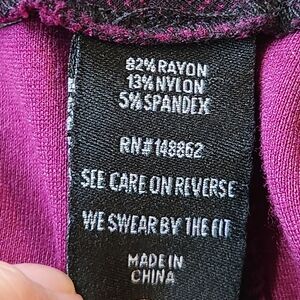 82% RAYON
13% NYLON
5% SPANDEX
RN# 148862
SEE CARE ON REVERSE
WE SWEAR BY THE FIT
MADE IN
CHINA